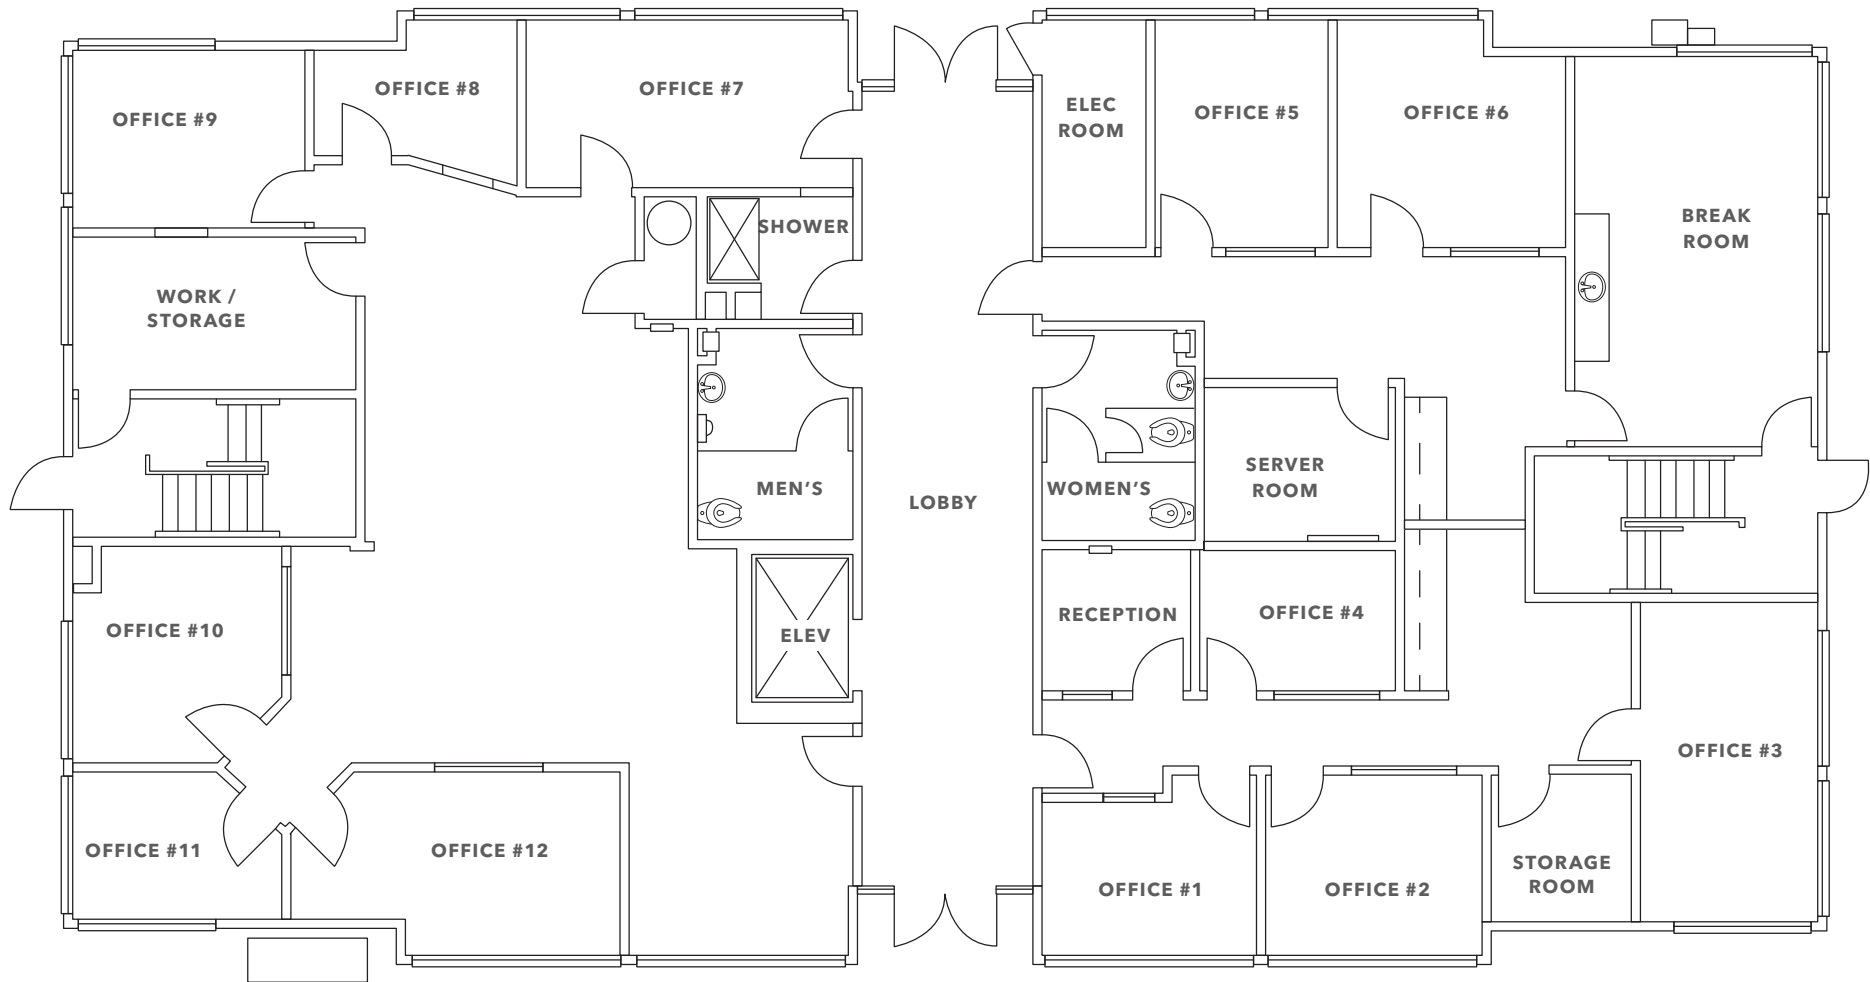 OFFICE #9
OFFICE #8
OFFICE #7
ELEC
ROOM
OFFICE #5
OFFICE #6
BREAK
ROOM
SHOWER
WORK /
STORAGE
MEN’S
LOBBY
WOMEN’S
SERVER
ROOM
OFFICE #10
ELEV
RECEPTION
OFFICE #4
OFFICE #3
OFFICE #11
OFFICE #12
OFFICE #1
OFFICE #2
STORAGE
ROOM